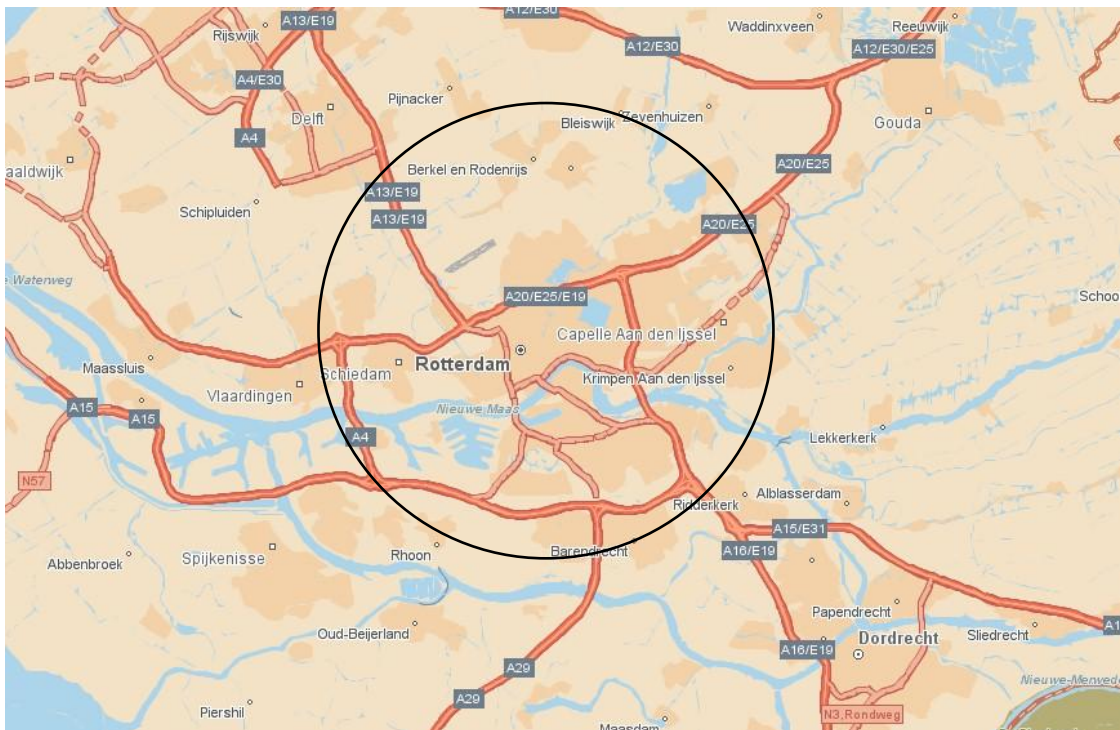 A13/E19
A12/E30
Waddinxveen
Reeuwijk
Rijswijk
A12/E30
A12/E30/E25
A4/E30
Pijnacker
Delft
Bleiswijk
Zevenhuizen
Gouda
A4
aaldwijk
Berkel en Rodenrijs
A20/E25
A13/E19
Schipluiden
A13/E19
A20/E25
e Waterweg
A20/E25/E19
Schoo
Capelle Aan den Ijssel
Maassluis
Rotterdam
Schiedam
Krimpen Aan den Ijssel
Vlaardingen
A15
A15
Nieuwe Maas
A4
Lekkerkerk
N57
Ridderkerk
Alblasserdam
A15/E31
Spijkenisse
Rhoon
Barendrecht
A16/E19
Abbenbroek
Papendrecht
Oud-Beijerland
Dordrecht
Sliedrecht
A1
A16/E19
A29
Nieuwe-Merwede
A29
Piershil
N3,Rondweg
Maasdam